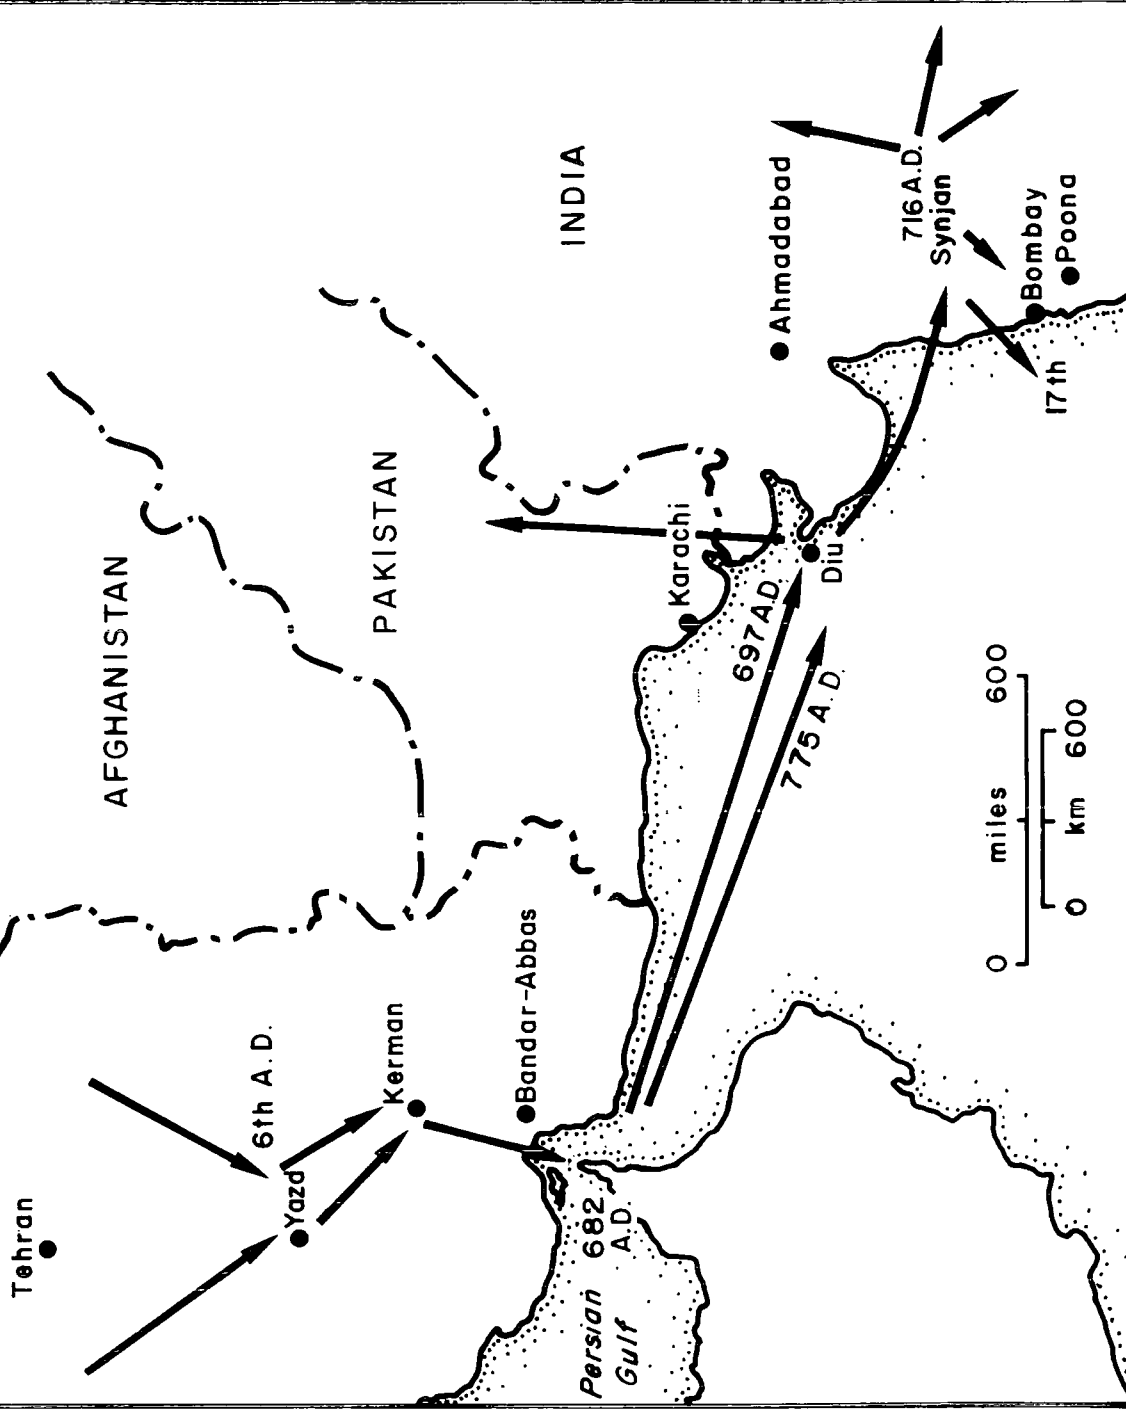 Tehran
6th A.D.
Yazd
AFGHANISTAN
Kerman
PAKISTAN
INDIA
Bandar-Abbas
Persian
Gulf
682
A.D.
Karachi
697 A.D
775 A.D.
Diu
Ahmadabad
716 A.D.
Synjan
Bombay
Poona
17th
0 miles 600
0 km 600